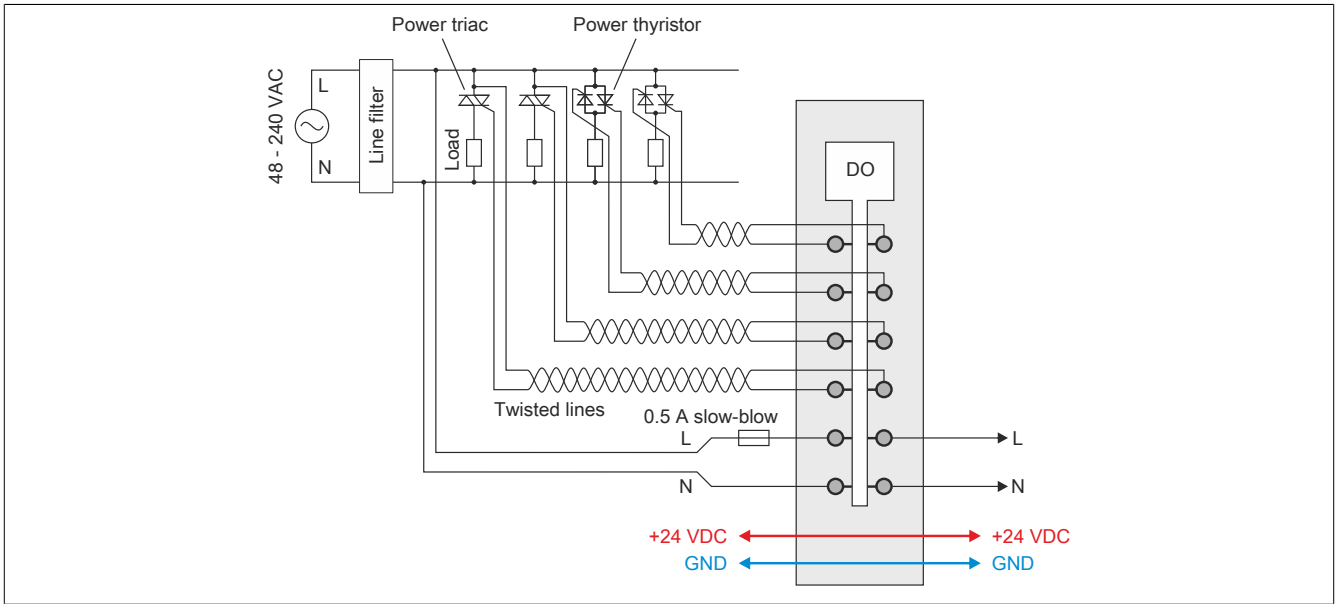 Power triac
Power thyristor
48 - 240 VAC
L
N
Line filter
Load
DO
Twisted lines
0.5 A slow-blow
L
L
N
N
+24 VDC
+24 VDC
GND
GND